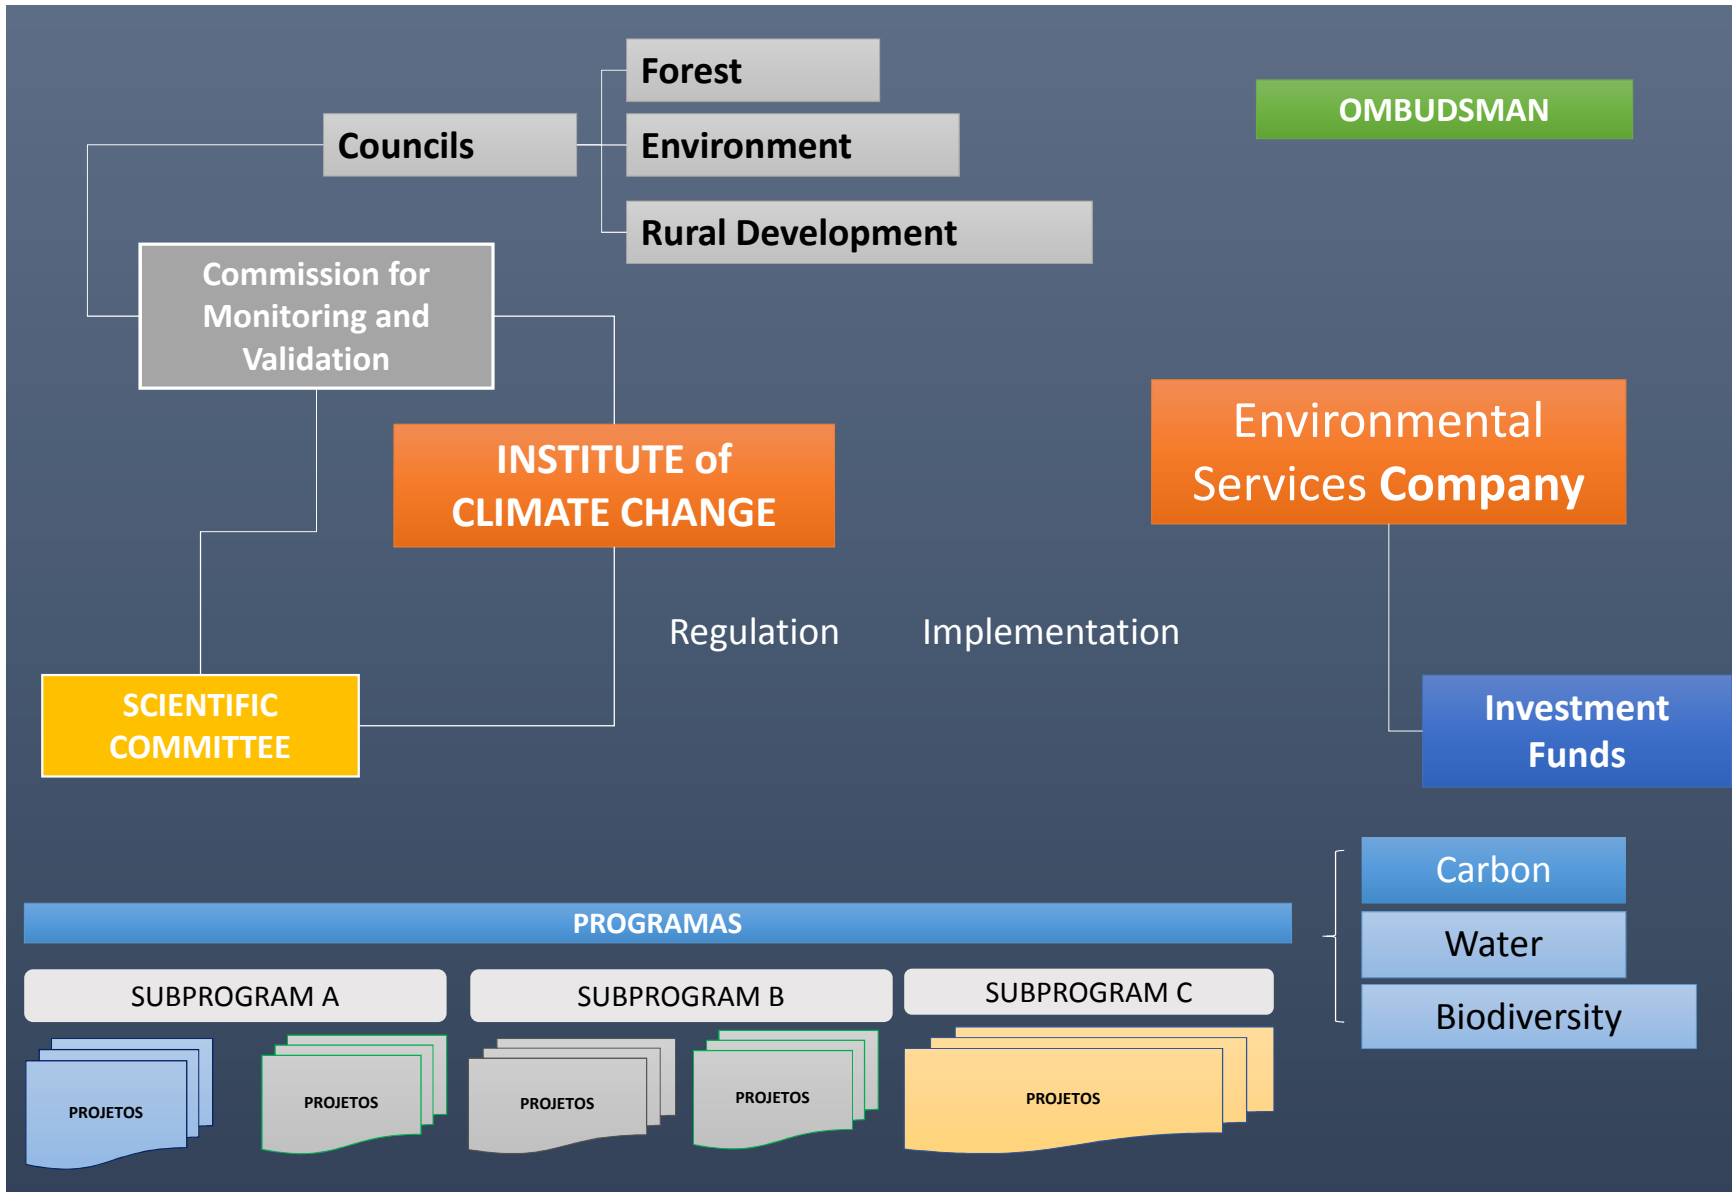 Forest
OMBUDSMAN
Councils
Environment
Rural Development
Commission for
Monitoring and
Validation
INSTITUTE of
CLIMATE CHANGE
Environmental
Services Company
Regulation
Implementation
SCIENTIFIC
COMMITTEE
Investment
Funds
Carbon
PROGRAMAS
Water
Biodiversity
SUBPROGRAM A
SUBPROGRAM B
SUBPROGRAM C
PROJETOS
PROJETOS
PROJETOS
PROJETOS
PROJETOS